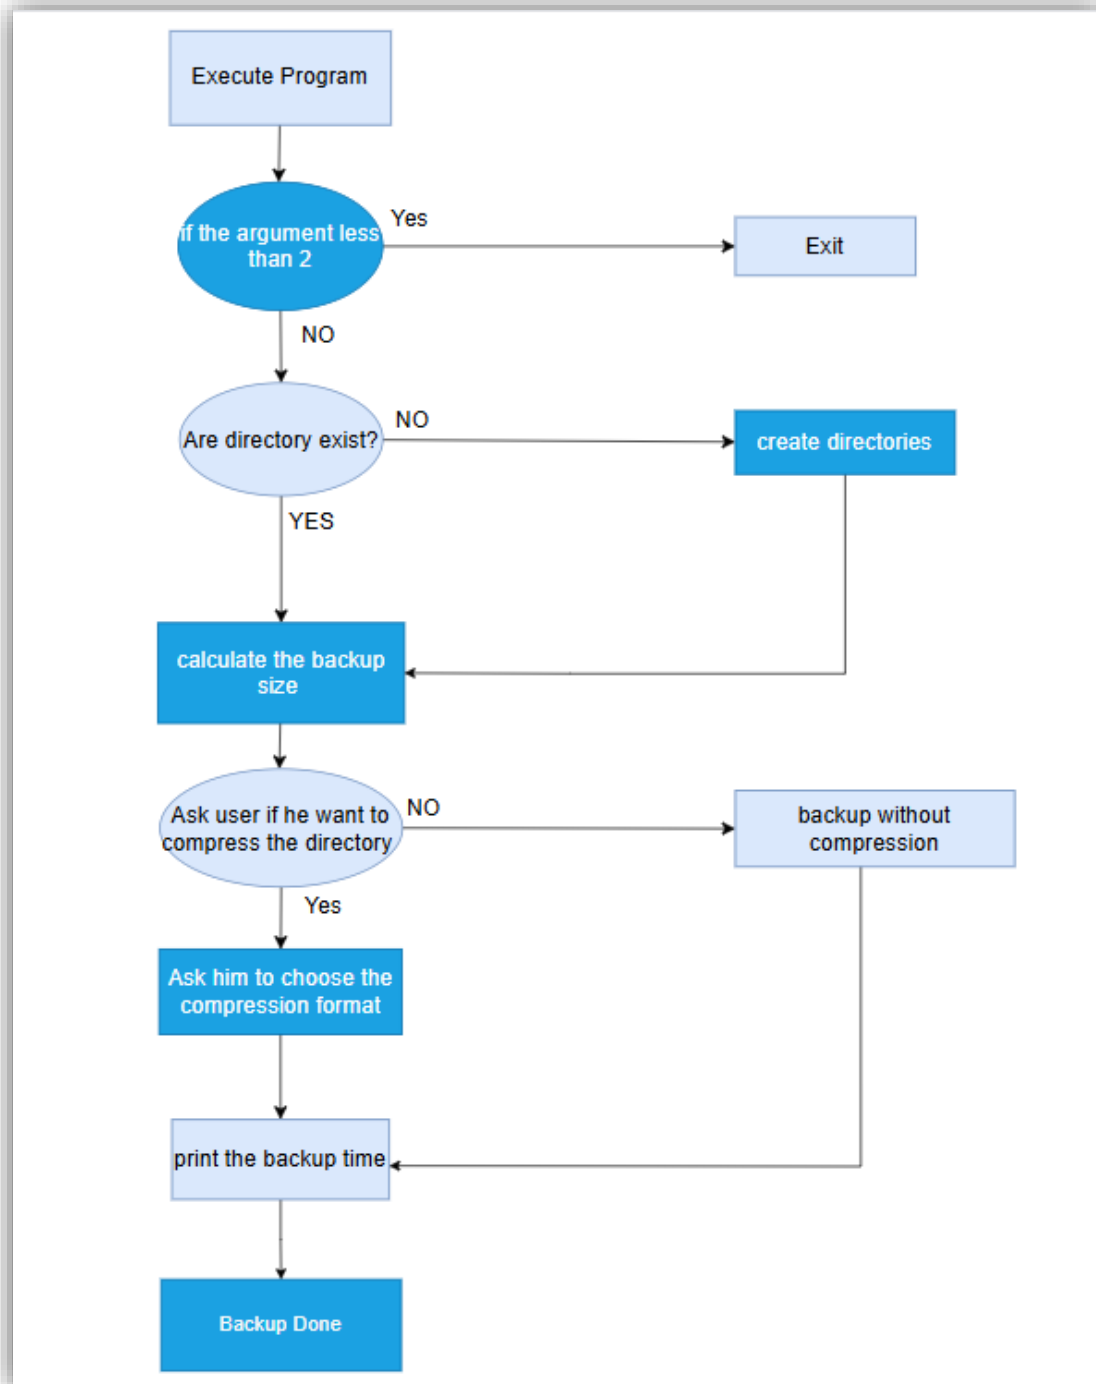 Execute Program
if the argument less
than 2
Yes
Exit
NO
Are directory exist?
NO
create directories
YES
calculate the backup
size
Ask user if he want to
compress the directory
NO
backup without
compression
Yes
Ask him to choose the
compression format
print the backup time
Backup Done